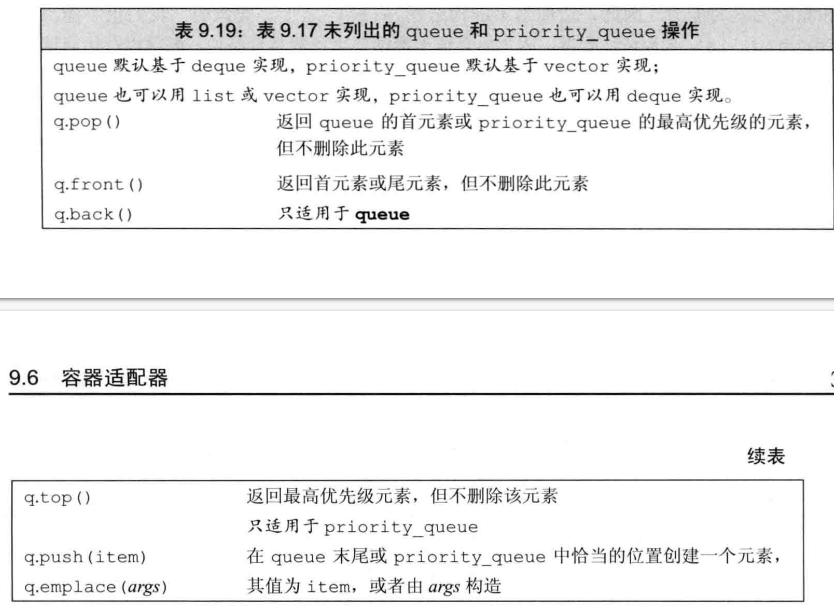 表 9.19：表 9.17 未列出的 queue 和 priority_queue 操作
queue 默认基于 deque 实现，priority_queue 默认基于 vector 实现；
queue 也可以用 list 或 vector 实现，priority_queue 也可以用 deque 实现。
q.pop() 返回 queue 的首元素或 priority_queue 的最高优先级的元素，
但不删除此元素
q.front() 返回首元素或尾元素，但不删除此元素
q.back() 只适用于 queue
9.6 容器适配器
续表
q.top() 返回最高优先级元素，但不删除该元素
只适用于 priority_queue
q.push(item) 在 queue 末尾或 priority_queue 中恰当的位置创建一个元素，
q.emplace(args) 其值为 item，或者由 args 构造